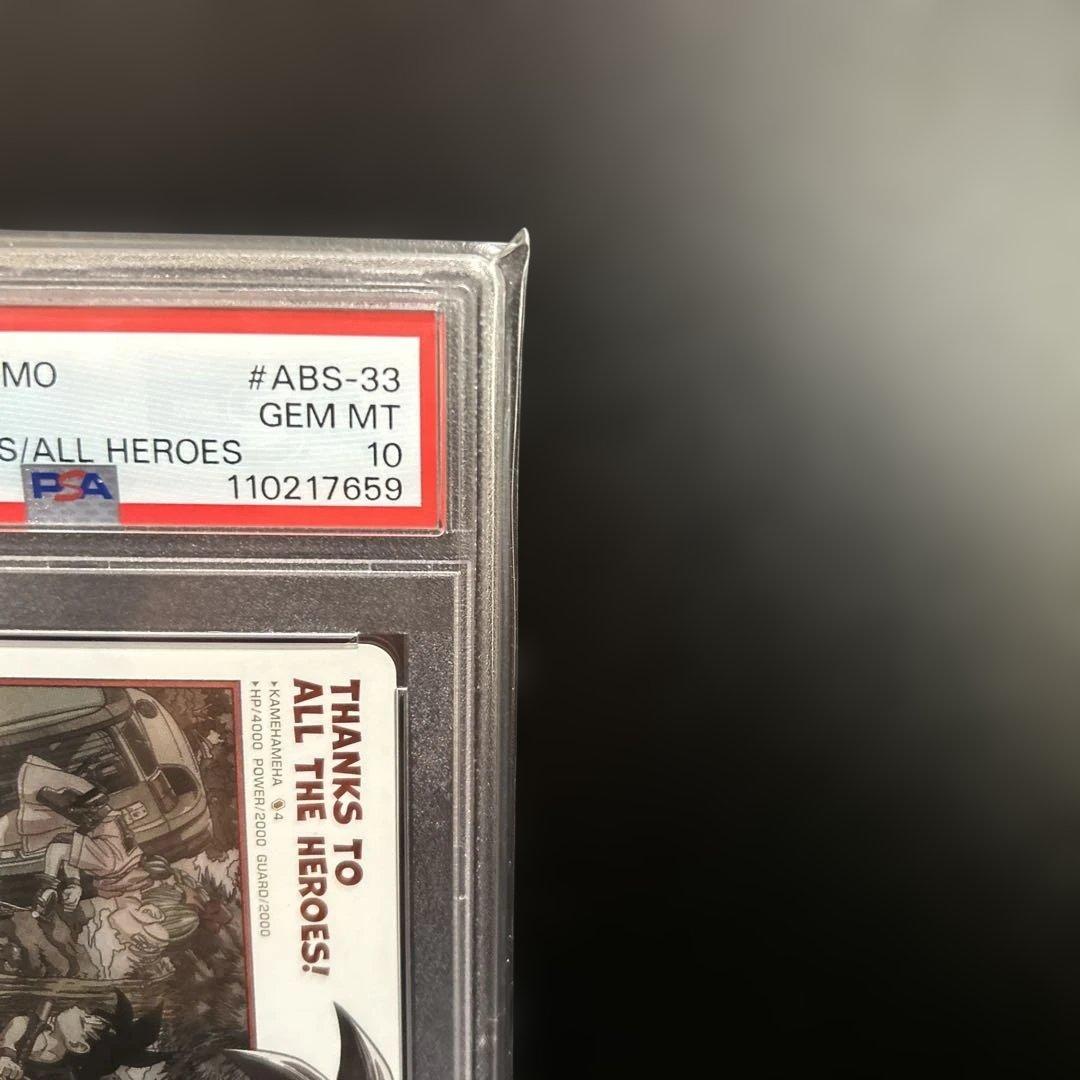 MO
#ABS-33
GEM MT
S/ALL HEROES
10
PSA
110217659
THANKS TO
ALL THE HEROES!
▸KAMEHAMEHA 4
▸HP/4000 POWER/2000 GUARD/2000